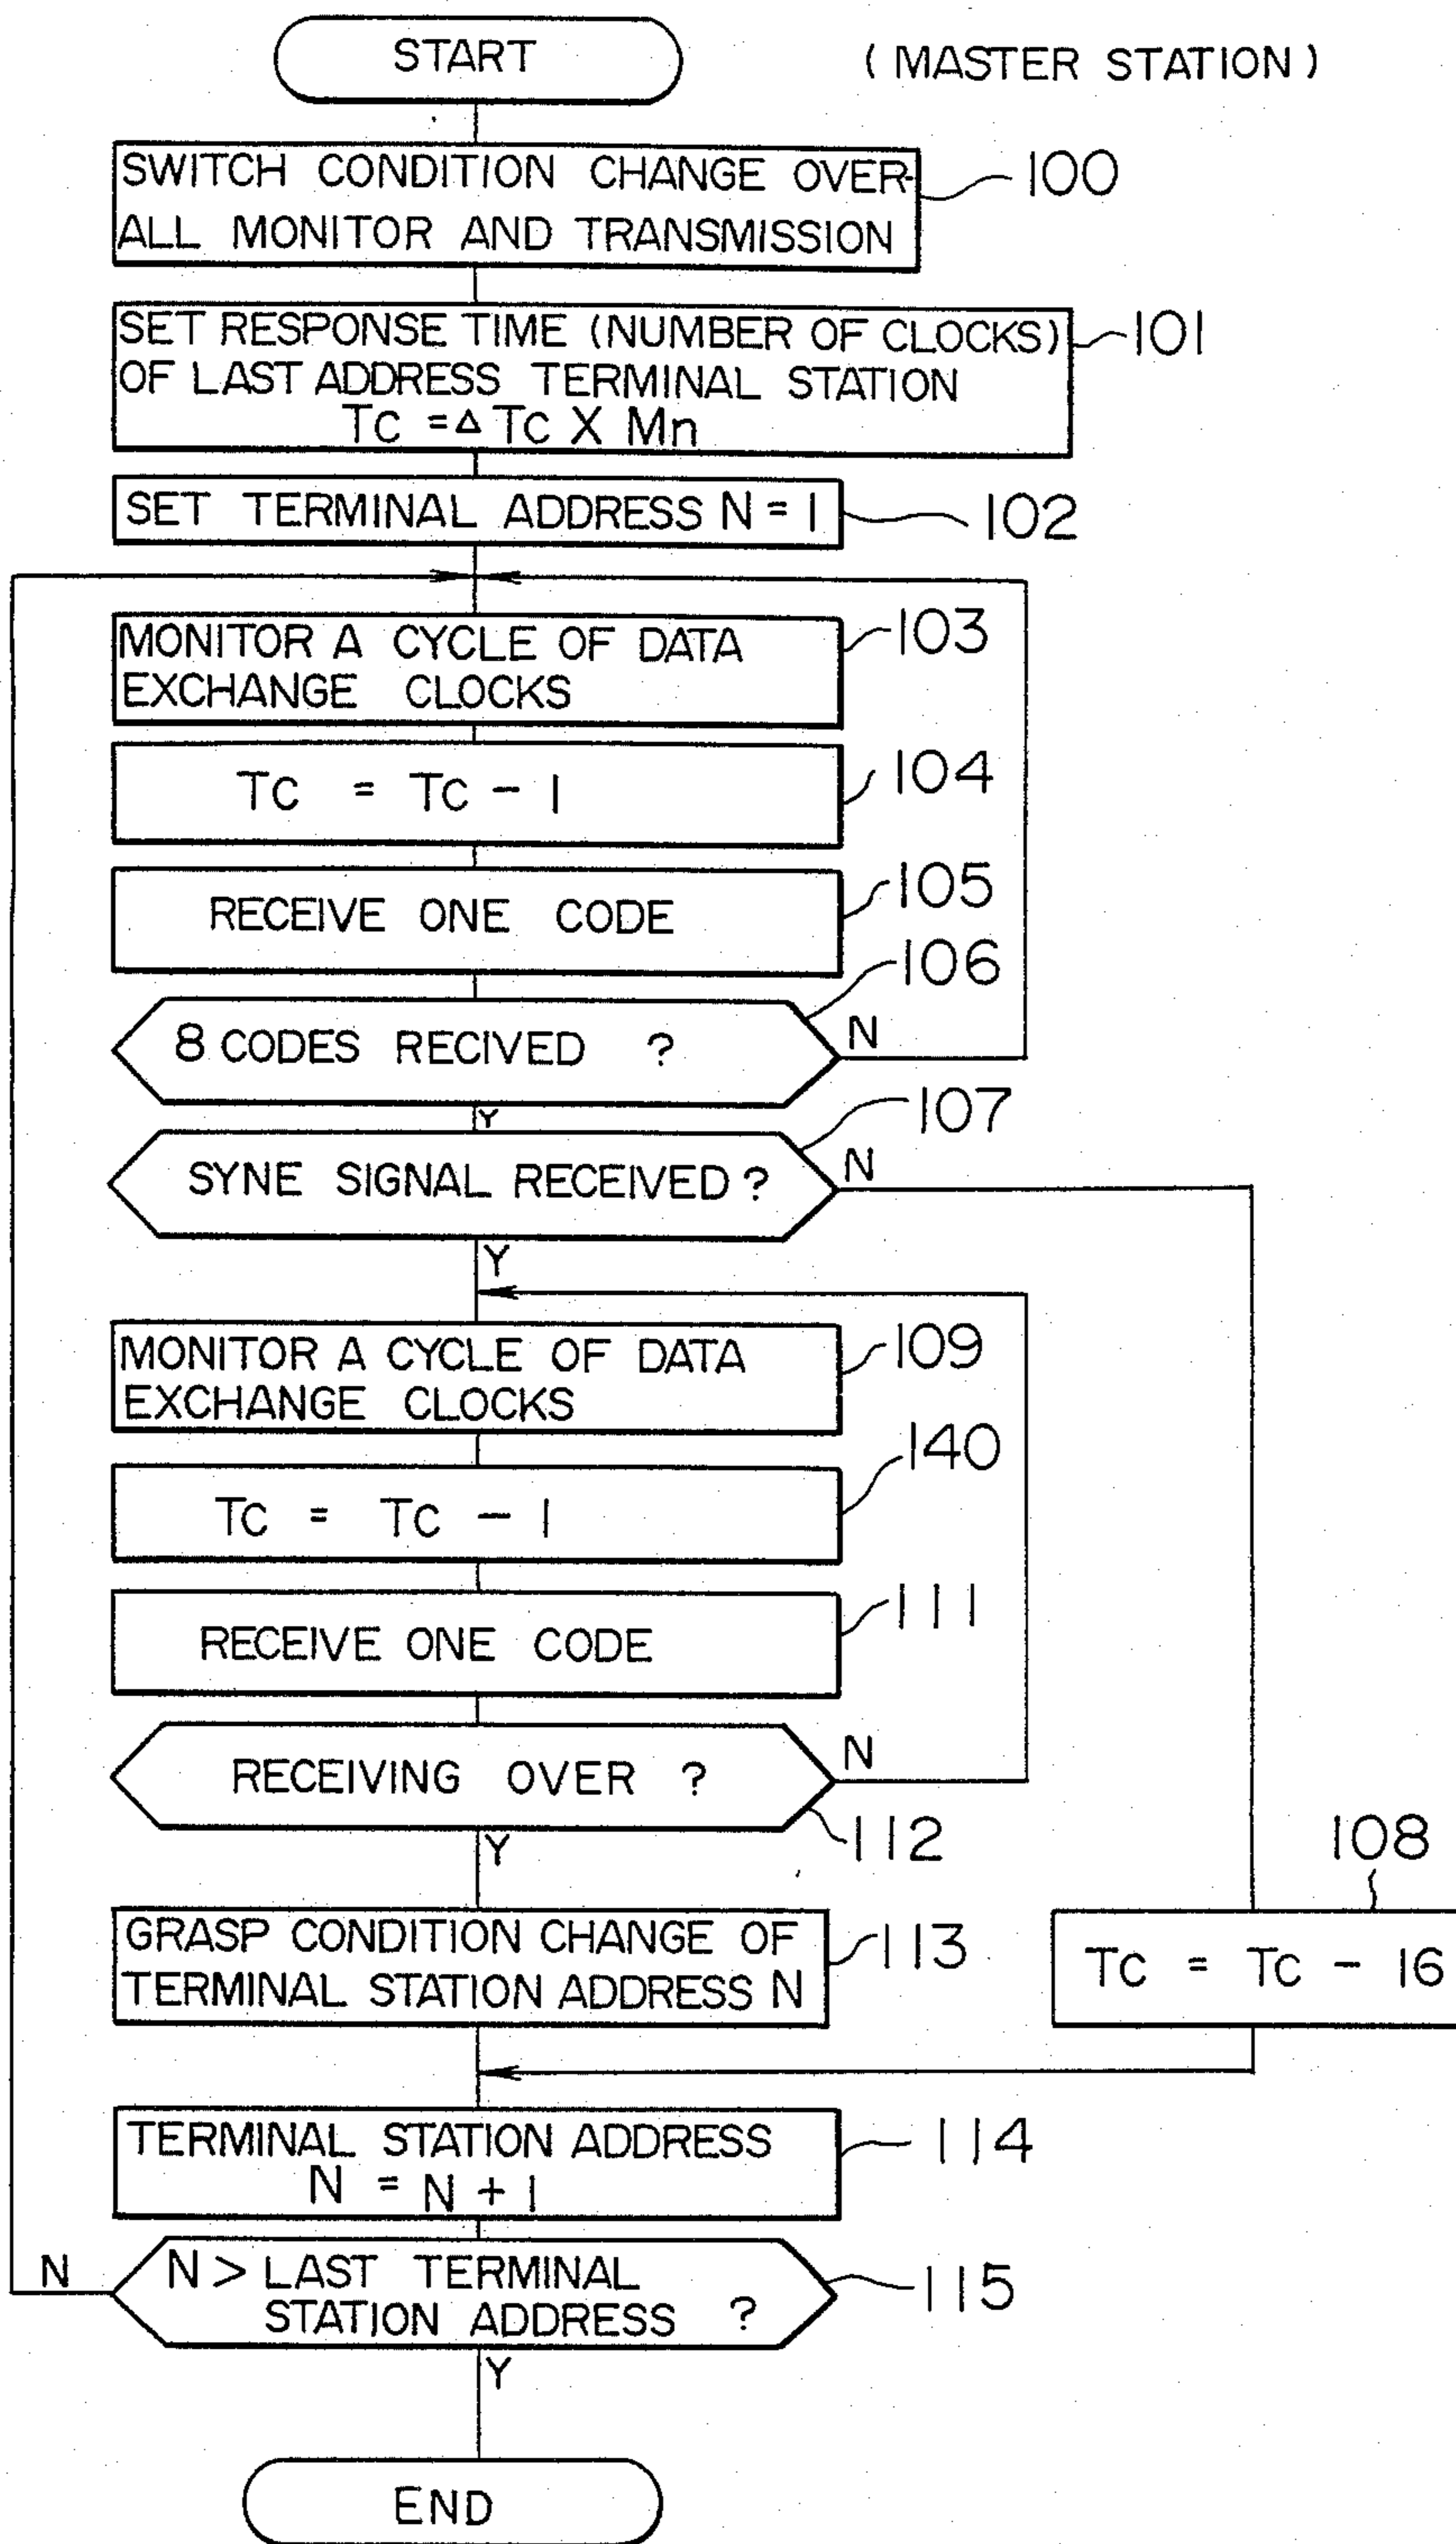 START
( MASTER STATION )
SWITCH CONDITION CHANGE OVER-
ALL MONITOR AND TRANSMISSION
100
SET RESPONSE TIME (NUMBER OF CLOCKS)
OF LAST ADDRESS TERMINAL STATION
Tc = Δ Tc X Mn
101
SET TERMINAL ADDRESS N = 1
102
MONITOR A CYCLE OF DATA
EXCHANGE CLOCKS
103
Tc = Tc - 1
104
RECEIVE ONE CODE
105
106
8 CODES RECIVED ?
N
Y
107
SYNE SIGNAL RECEIVED ?
N
Y
MONITOR A CYCLE OF DATA
EXCHANGE CLOCKS
109
140
Tc = Tc - 1
RECEIVE ONE CODE
111
RECEIVING OVER ?
N
112
Y
108
GRASP CONDITION CHANGE OF
TERMINAL STATION ADDRESS N
113
Tc = Tc - 16
TERMINAL STATION ADDRESS
N = N + 1
114
N
N > LAST TERMINAL
STATION ADDRESS ?
115
Y
END